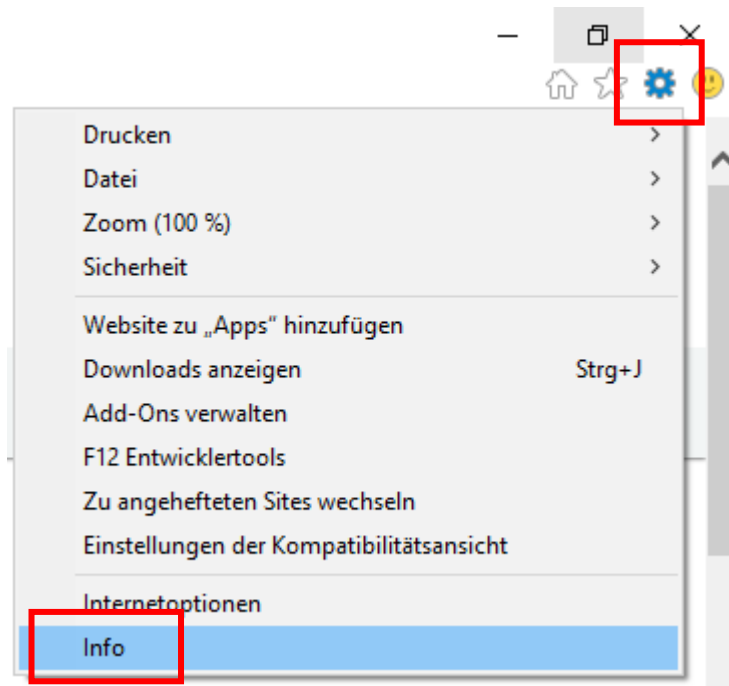 Drucken
Datei
Zoom (100 %)
Sicherheit
Website zu „Apps“ hinzufügen
Downloads anzeigen Strg+J
Add-Ons verwalten
F12 Entwicklertools
Zu angehefteten Sites wechseln
Einstellungen der Kompatibilitätsansicht
Internetoptionen
Info